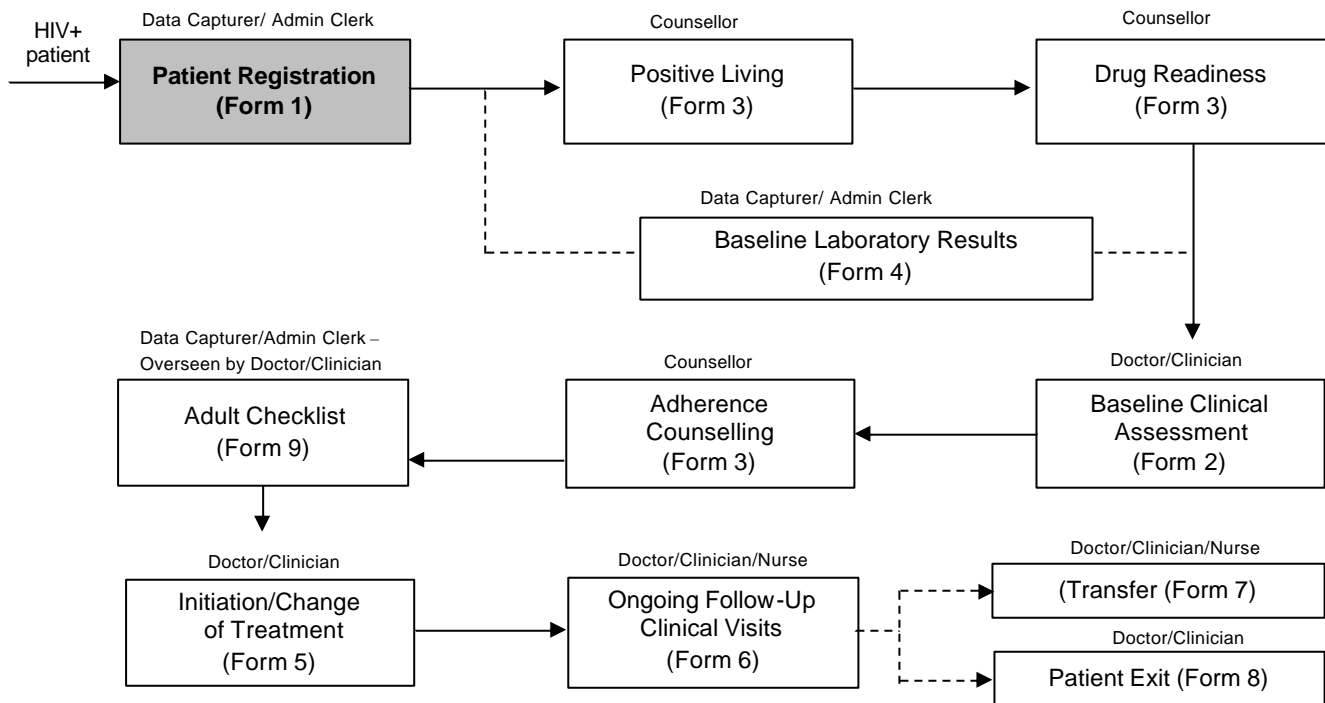 HIV+
patient
Data Capturer/ Admin Clerk
Patient Registration
(Form 1)
Counsellor
Positive Living
(Form 3)
Counsellor
Drug Readiness
(Form 3)
Data Capturer/ Admin Clerk
Baseline Laboratory Results
(Form 4)
Data Capturer/Admin Clerk –
Overseen by Doctor/Clinician
Adult Checklist
(Form 9)
Counsellor
Adherence
Counselling
(Form 3)
Doctor/Clinician
Baseline Clinical
Assessment
(Form 2)
Doctor/Clinician
Initiation/Change
of Treatment
(Form 5)
Doctor/Clinician/Nurse
Ongoing Follow-Up
Clinical Visits
(Form 6)
Doctor/Clinician/Nurse
(Transfer (Form 7)
Doctor/Clinician
Patient Exit (Form 8)